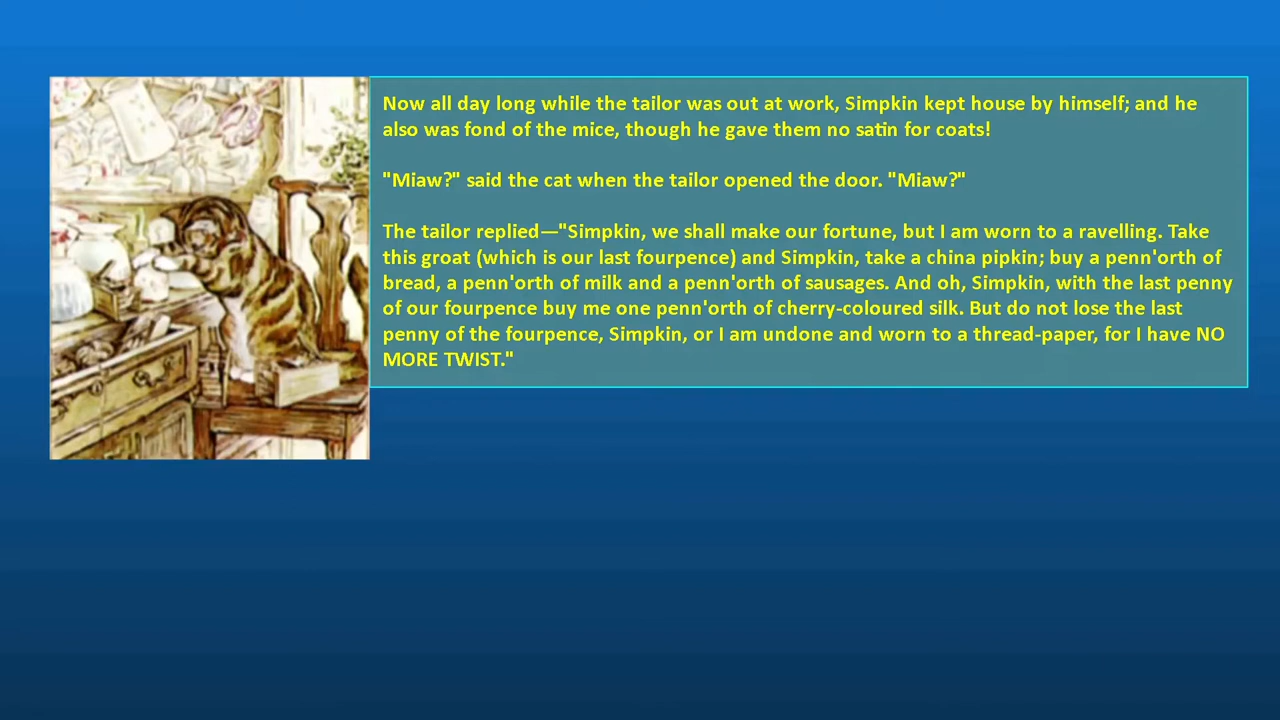 Now all day long while the tailor was out at work, Simpkin kept house by himself; and he
also was fond of the mice, though he gave them no satin for coats!
"Miaw?" said the cat when the tailor opened the door. "Miaw?"
The tailor replied—"Simpkin, we shall make our fortune, but I am worn to a ravelling. Take
this groat (which is our last fourpence) and Simpkin, take a china pipkin; buy a penn'orth of
bread, a penn'orth of milk and a penn'orth of sausages. And oh, Simpkin, with the last penny
of our fourpence buy me one penn'orth of cherry-coloured silk. But do not lose the last
penny of the fourpence, Simpkin, or I am undone and worn to a thread-paper, for I have NO
MORE TWIST."